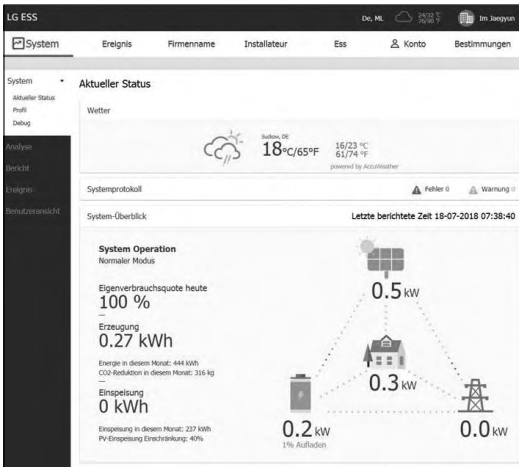 LG ESS
De, ML
24/32 °C
76/90 °F
Im Jaegyun
System
Ereignis
Firmenname
Installateur
Ess
Konto
Bestimmungen
System
Aktueller Status
Profil
Debug
Analyse
Bericht
Ereignis
Benutzeransicht
Aktueller Status
Wetter
DE
18°C/65°F
16/23 °C
61/74 °F
powered by AccuWeather
Systemprotokoll
Fehler 0
Warnung 0
System-Überblick
Letzte berichtete Zeit 18-07-2018 07:38:40
System Operation
Normaler Modus
Eigenverbrauchsquote heute
100 %
Erzeugung
0.27 kWh
Energie in diesem Monat: 444 kWh
CO2-Reduktion in diesem Monat: 316 kg
Einspeisung
0 kWh
Einspeisung in diesem Monat: 237 kWh
PV-Einspeisung Einschränkung: 40%
0.5 kW
0.3 kW
0.2 kW
1% Aufladen
0.0 kW